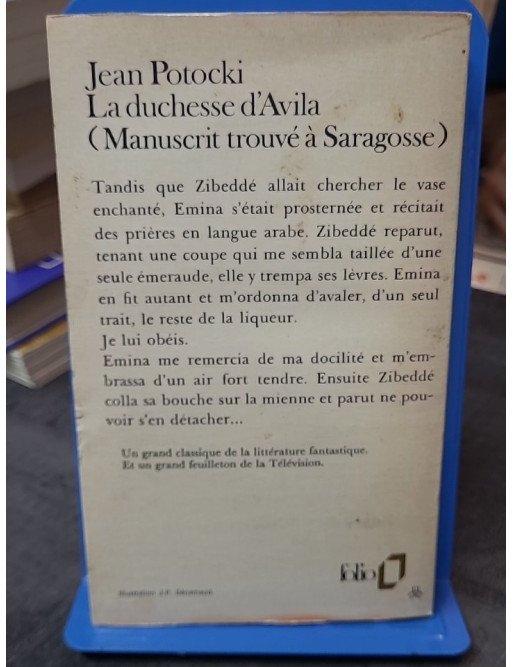 Jean Potocki
La duchesse d'Avila
(Manuscrit trouvé à Saragosse)
Tandis que Zibeddé allait chercher le vase
enchanté, Emina s'était prosternée et récitait
des prières en langue arabe. Zibeddé reparut,
tenant une coupe qui me sembla taillée d'une
seule émeraude, elle y trempa ses lèvres. Emina
en fit autant et m'ordonna d'avaler, d'un seul
trait, le reste de la liqueur.
Je lui obéis.
Emina me remercia de ma docilité et m'em-
brassa d'un air fort tendre. Ensuite Zibeddé
colla sa bouche sur la mienne et parut ne pou-
voir s'en détacher...
Un grand classique de la littérature fantastique.
Et un grand feuilleton de la Télévision.
folio
Illustration J.P.